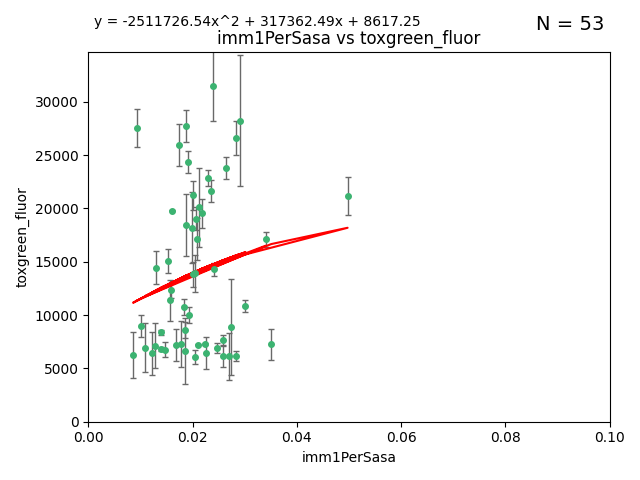 y = -2511726.54x^2 + 317362.49x + 8617.25
N = 53
imm1PerSasa vs toxgreen_fluor
30000
25000
20000
15000
10000
5000
0
toxgreen_fluor
0.00 0.02 0.04 0.06 0.08 0.10
imm1PerSasa